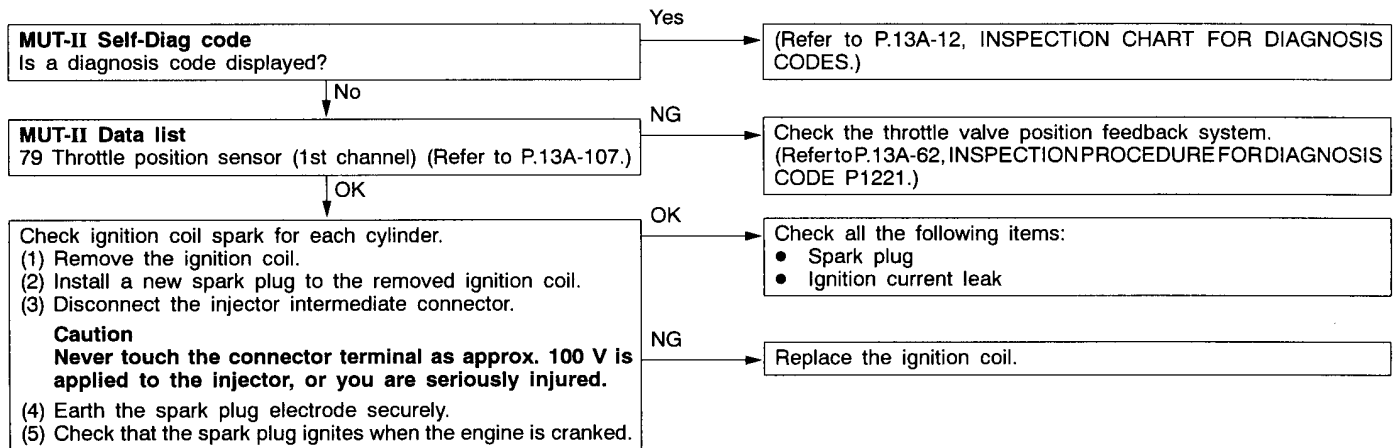 Yes
MUT-II Self-Diag code
Is a diagnosis code displayed?
(Refer to P.13A-12, INSPECTION CHART FOR DIAGNOSIS
CODES.)
No
NG
MUT-II Data list
79 Throttle position sensor (1st channel) (Refer to P.13A-107.)
Check the throttle valve position feedback system.
(Refer to P.13A-62, INSPECTION PROCEDURE FOR DIAGNOSIS
CODE P1221.)
OK
OK
Check ignition coil spark for each cylinder.
(1) Remove the ignition coil.
(2) Install a new spark plug to the removed ignition coil.
(3) Disconnect the injector intermediate connector.
Caution
Never touch the connector terminal as approx. 100 V is
applied to the injector, or you are seriously injured.
(4) Earth the spark plug electrode securely.
(5) Check that the spark plug ignites when the engine is cranked.
Check all the following items:
● Spark plug
● Ignition current leak
NG
Replace the ignition coil.